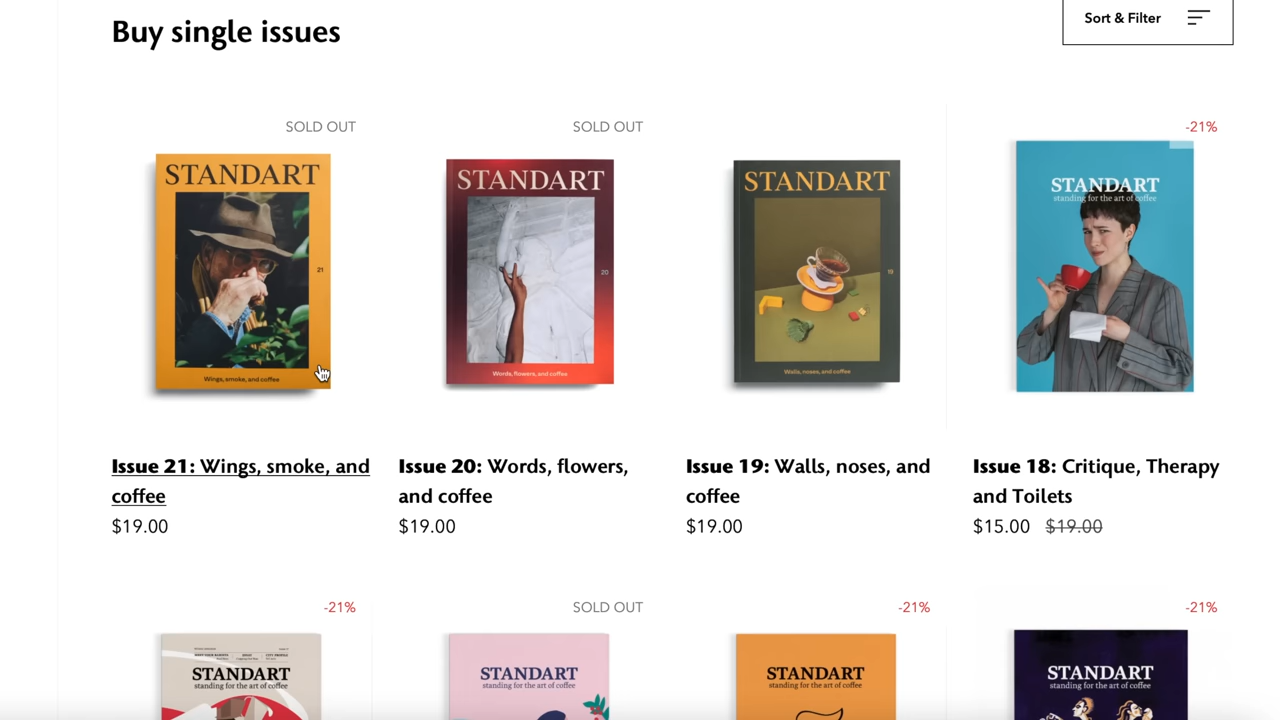 Buy single issues
Sort & Filter
SOLD OUT
SOLD OUT
-21%
STANDART
21
Wings, smoke, and coffee
STANDART
20
Words, flowers, and coffee
STANDART
19
Walls, noses, and coffee
STANDART
standing for the art of coffee
Issue 21: Wings, smoke, and
coffee
$19.00
Issue 20: Words, flowers,
and coffee
$19.00
Issue 19: Walls, noses, and
coffee
$19.00
Issue 18: Critique, Therapy
and Toilets
$15.00 $19.00
-21%
SOLD OUT
-21%
-21%
STANDART
standing for the art of coffee
STANDART
standing for the art of coffee
STANDART
standing for the art of coffee
STANDART
standing for the art of coffee